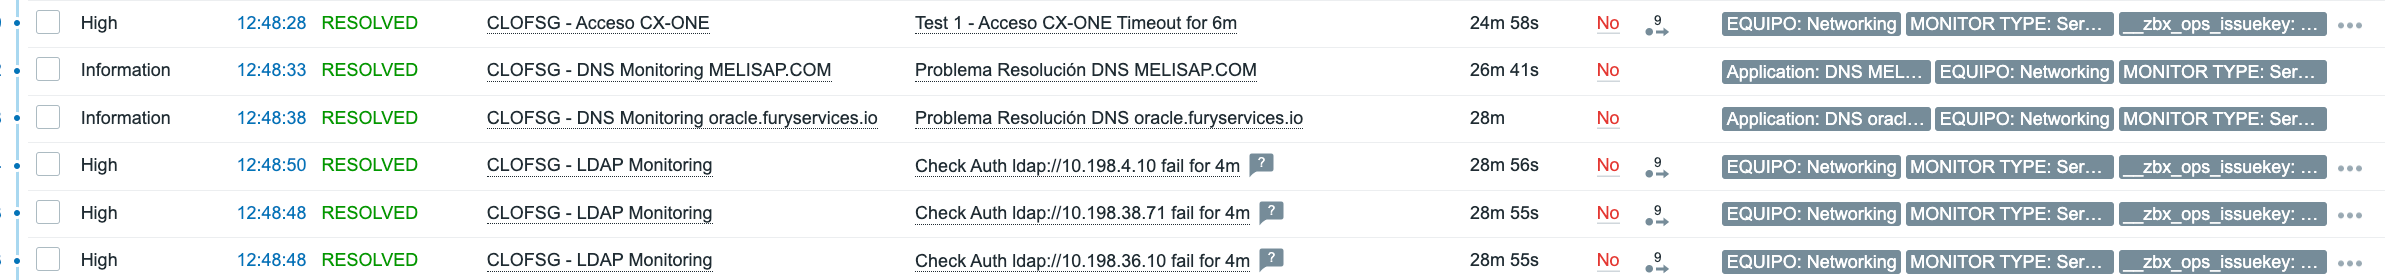 High 12:48:28 RESOLVED CLOFSG - Acceso CX-ONE Test 1 - Acceso CX-ONE Timeout for 6m 24m 58s No 9 EQUIPO: Networking MONITOR TYPE: Ser... __zbx_ops_issuekey: ...
Information 12:48:33 RESOLVED CLOFSG - DNS Monitoring MELISAP.COM Problema Resolución DNS MELISAP.COM 26m 41s No Application: DNS MEL... EQUIPO: Networking MONITOR TYPE: Ser...
Information 12:48:38 RESOLVED CLOFSG - DNS Monitoring oracle.furyservices.io Problema Resolución DNS oracle.furyservices.io 28m No Application: DNS oracl... EQUIPO: Networking MONITOR TYPE: Ser...
High 12:48:50 RESOLVED CLOFSG - LDAP Monitoring Check Auth ldap://10.198.4.10 fail for 4m ? 28m 56s No 9 EQUIPO: Networking MONITOR TYPE: Ser... __zbx_ops_issuekey: ...
High 12:48:48 RESOLVED CLOFSG - LDAP Monitoring Check Auth ldap://10.198.38.71 fail for 4m ? 28m 55s No 9 EQUIPO: Networking MONITOR TYPE: Ser... __zbx_ops_issuekey: ...
High 12:48:48 RESOLVED CLOFSG - LDAP Monitoring Check Auth ldap://10.198.36.10 fail for 4m ? 28m 55s No 9 EQUIPO: Networking MONITOR TYPE: Ser... __zbx_ops_issuekey: ...